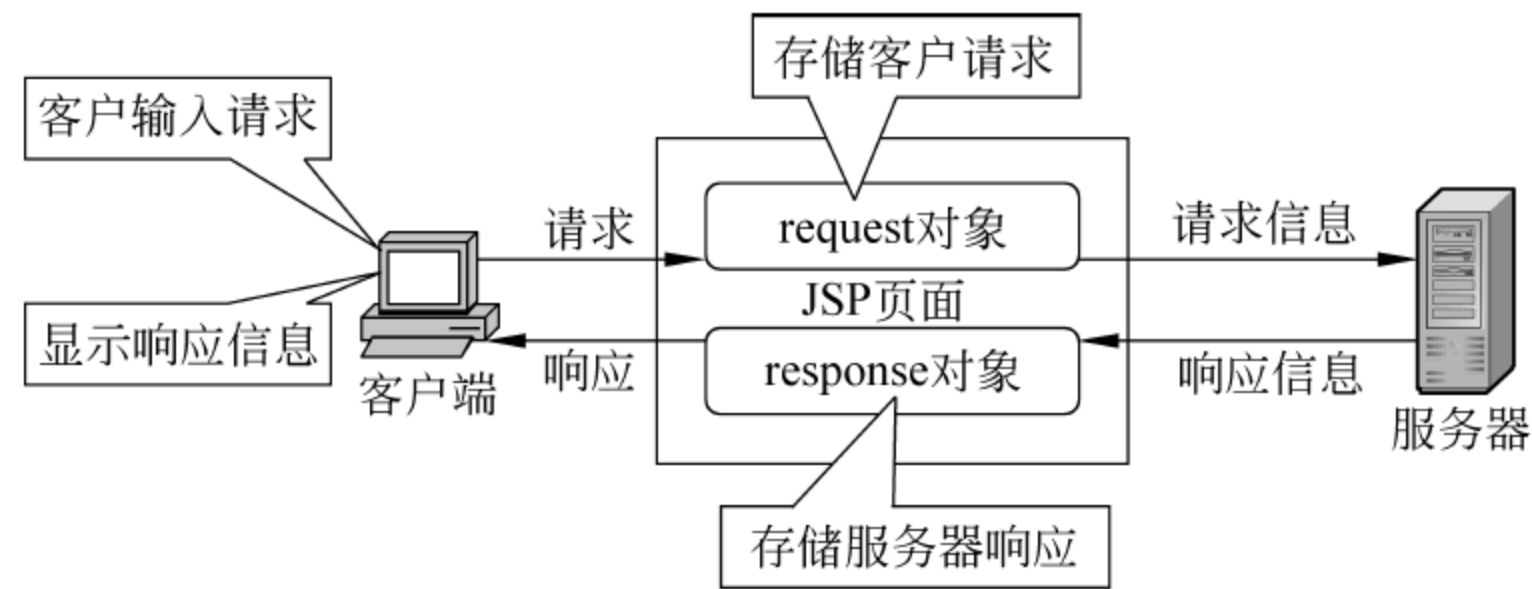 存储客户请求
客户输入请求
请求
request对象
请求信息
JSP页面
显示响应信息
响应
response对象
响应信息
客户端
服务器
存储服务器响应